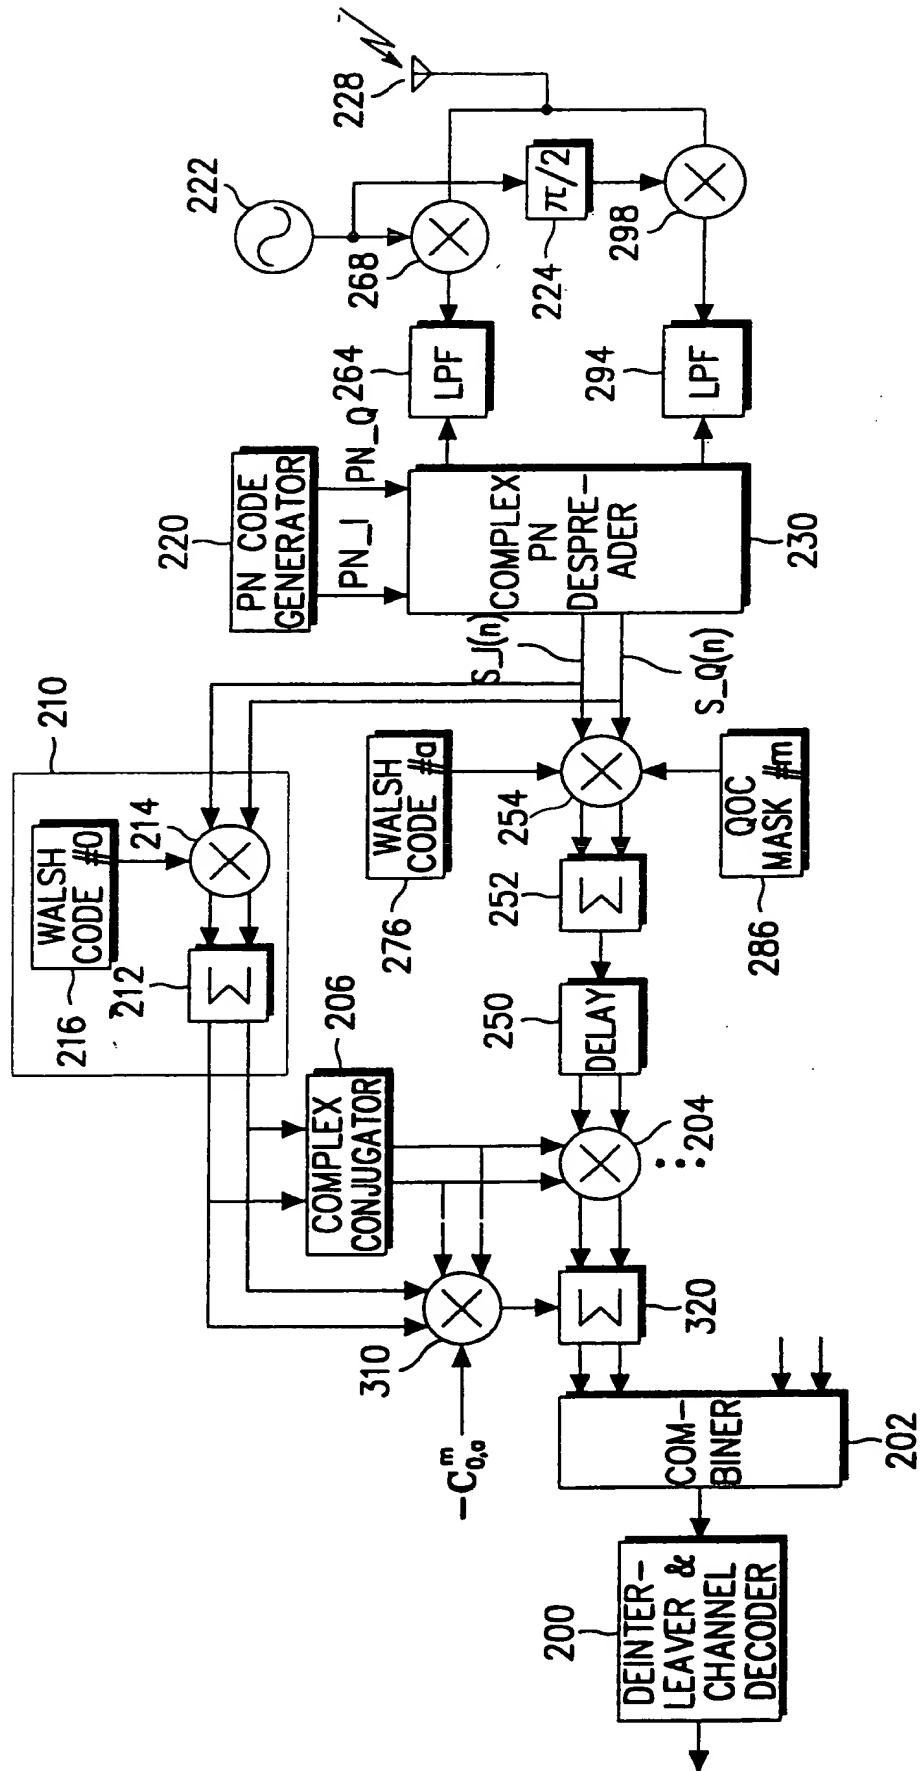 210
WALSH
CODE #0
216
214
212
220
PN CODE
GENERATOR
222
228
PN_I
PN_Q
COMPLEX
CONJUGATOR
206
310
-C^m_{0,a}
WALSH
CODE #a
276
264
LPF
268
S_I(n)
COMPLEX
PN
DESPRE-
ADER
230
224
π/2
200
DEINTER-
LEAVER &
CHANNEL
DECODER
COM-
BINER
202
Σ
320
204
250
DELAY
252
Σ
254
Σ
S_Q(n)
294
LPF
298
QOC
MASK #m
286